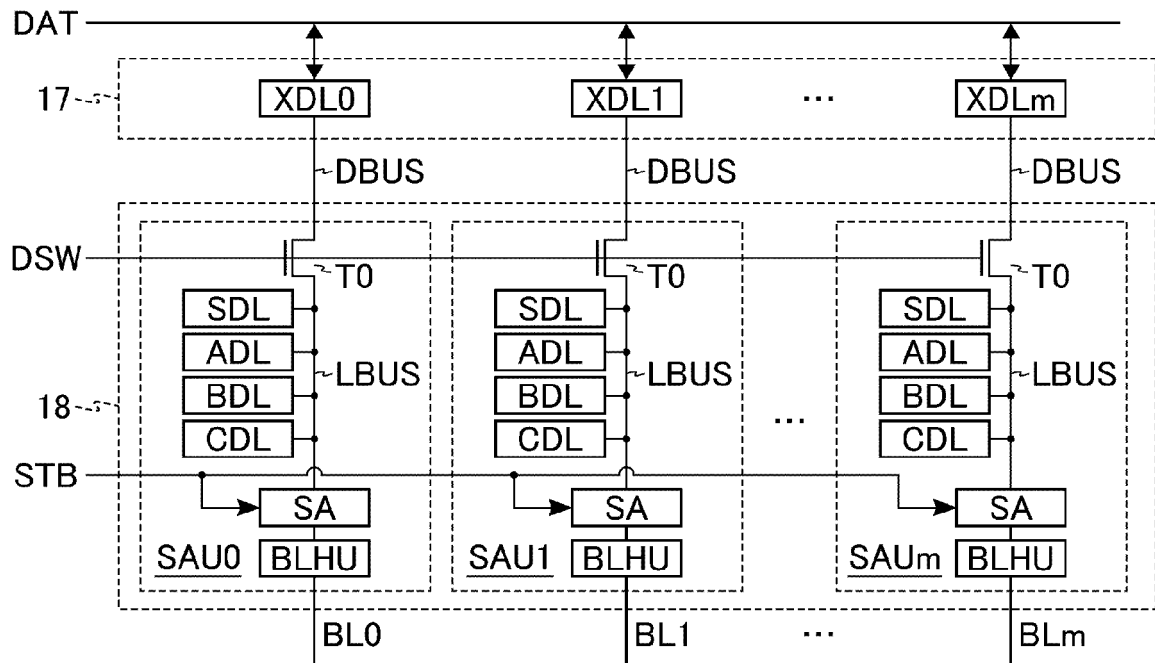 DAT
17 XDL0 XDL1 ... XDLm
DBUS DBUS DBUS
DSW T0 T0 T0
SDL SDL SDL
ADL ADL ADL
LBUS LBUS LBUS
BDL BDL BDL
18 ...
CDL CDL CDL
STB
SA SA SA
SAU0 BLHU SAU1 BLHU SAUm BLHU
BL0 BL1 ... BLm